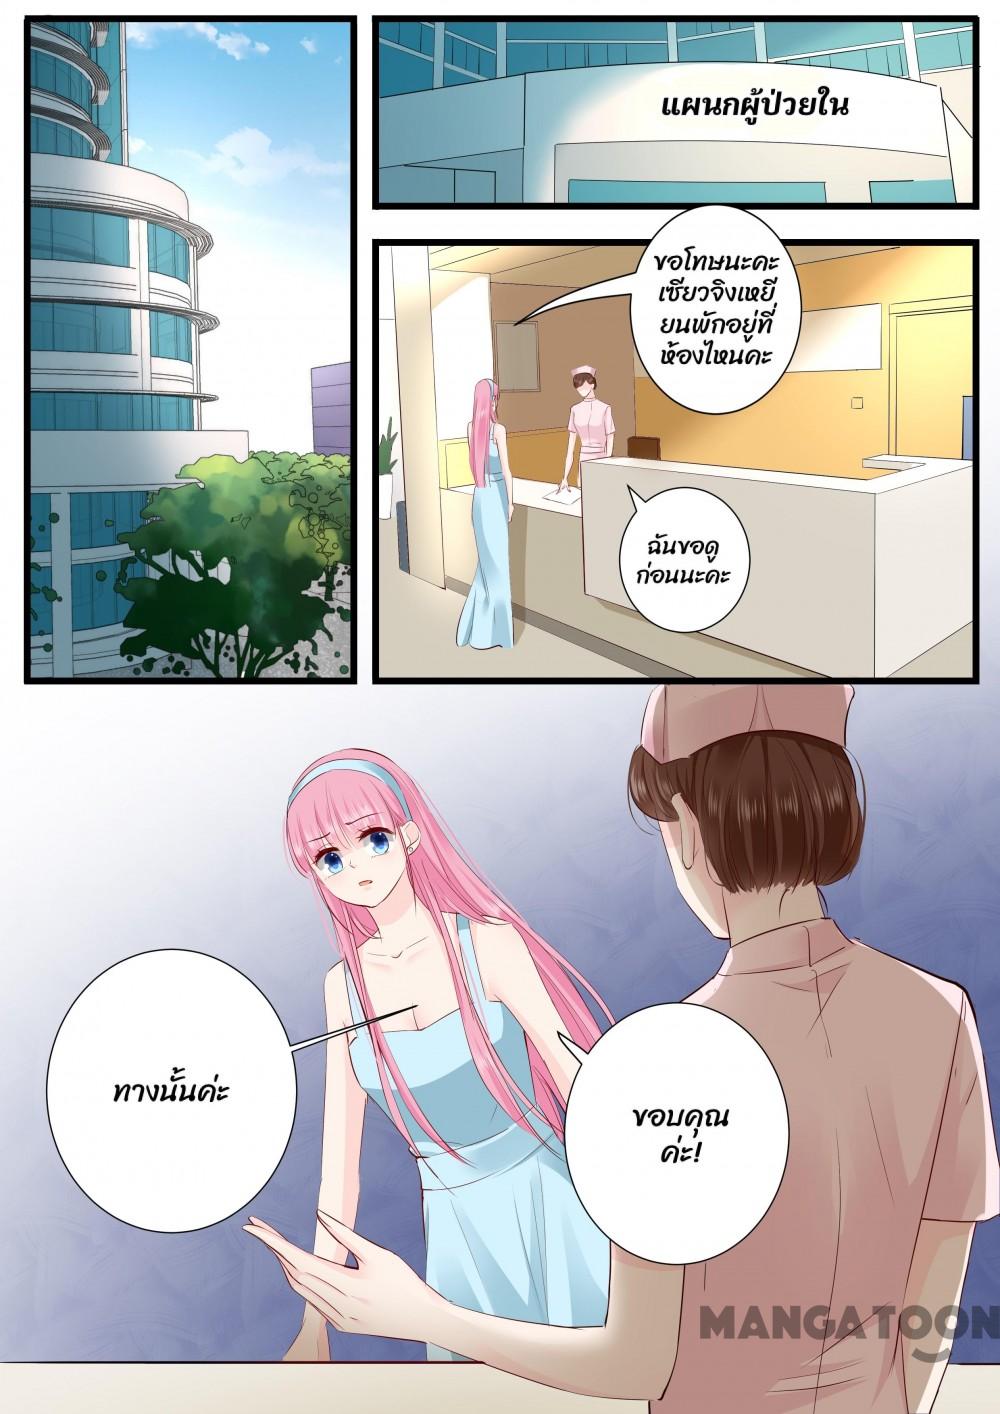 แผนกผู้ป่วยใน
ขอโทษนะคะ
เซียวจิงเหยี
ยนพักอยู่ที่
ห้องไหนคะ
ฉันขอดู
ก่อนนะคะ
ทางนั้นค่ะ
ขอบคุณ
ค่ะ!
MANGATOON